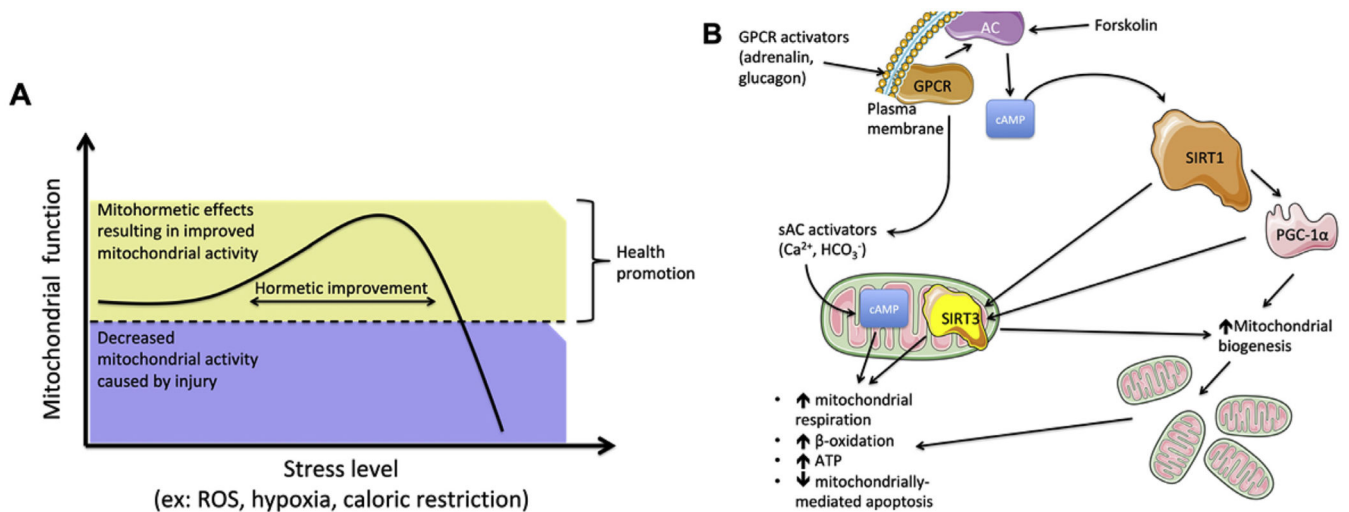 A
Mitochondrial function
Mitohormetic effects
resulting in improved
mitochondrial activity
Hormetic improvement
Health
promotion
Decreased
mitochondrial activity
caused by injury
Stress level
(ex: ROS, hypoxia, caloric restriction)
B
GPCR activators
(adrenalin,
glucagon)
AC
Forskolin
GPCR
Plasma
membrane
cAMP
SIRT1
PGC-1α
sAC activators
(Ca²⁺, HCO₃⁻)
cAMP
SIRT3
↑Mitochondrial
biogenesis
• ↑ mitochondrial
respiration
• ↑ β-oxidation
• ↑ ATP
• ↓ mitochondrially-
mediated apoptosis